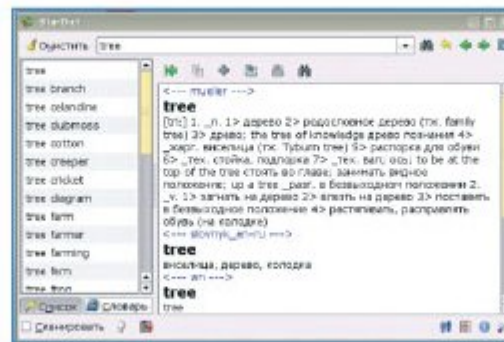 StarDict
Очистить tree
tree
tree branch
tree celandine
tree clubmoss
tree cotton
tree creeper
tree cricket
tree diagram
tree farm
tree farmer
tree farming
tree fern
tree frog
Список Словарь
Сканировать
<--- mueller --->
tree
[tri:] 1. _n. 1> дерево 2> родословное дерево (тж. family
tree) 3> древо; the tree of knowledge древо познания 4>
_жарг. виселица (тж. Tyburn tree) 5> распорка для обуви
6> _тех. стойка, подпорка 7> _тех. вал; ось; to be at the
top of the tree стоять во главе; занимать видное
положение; up a tree _разг. в безвыходном положении 2.
_v. 1> загнать на дерево 2> влезть на дерево 3> поставить
в безвыходное положение 4> растягивать, расправлять
обувь (на колодке)
<--- slovnyk_en-ru --->
tree
виселица, дерево, колодка
<--- wn --->
tree
tree